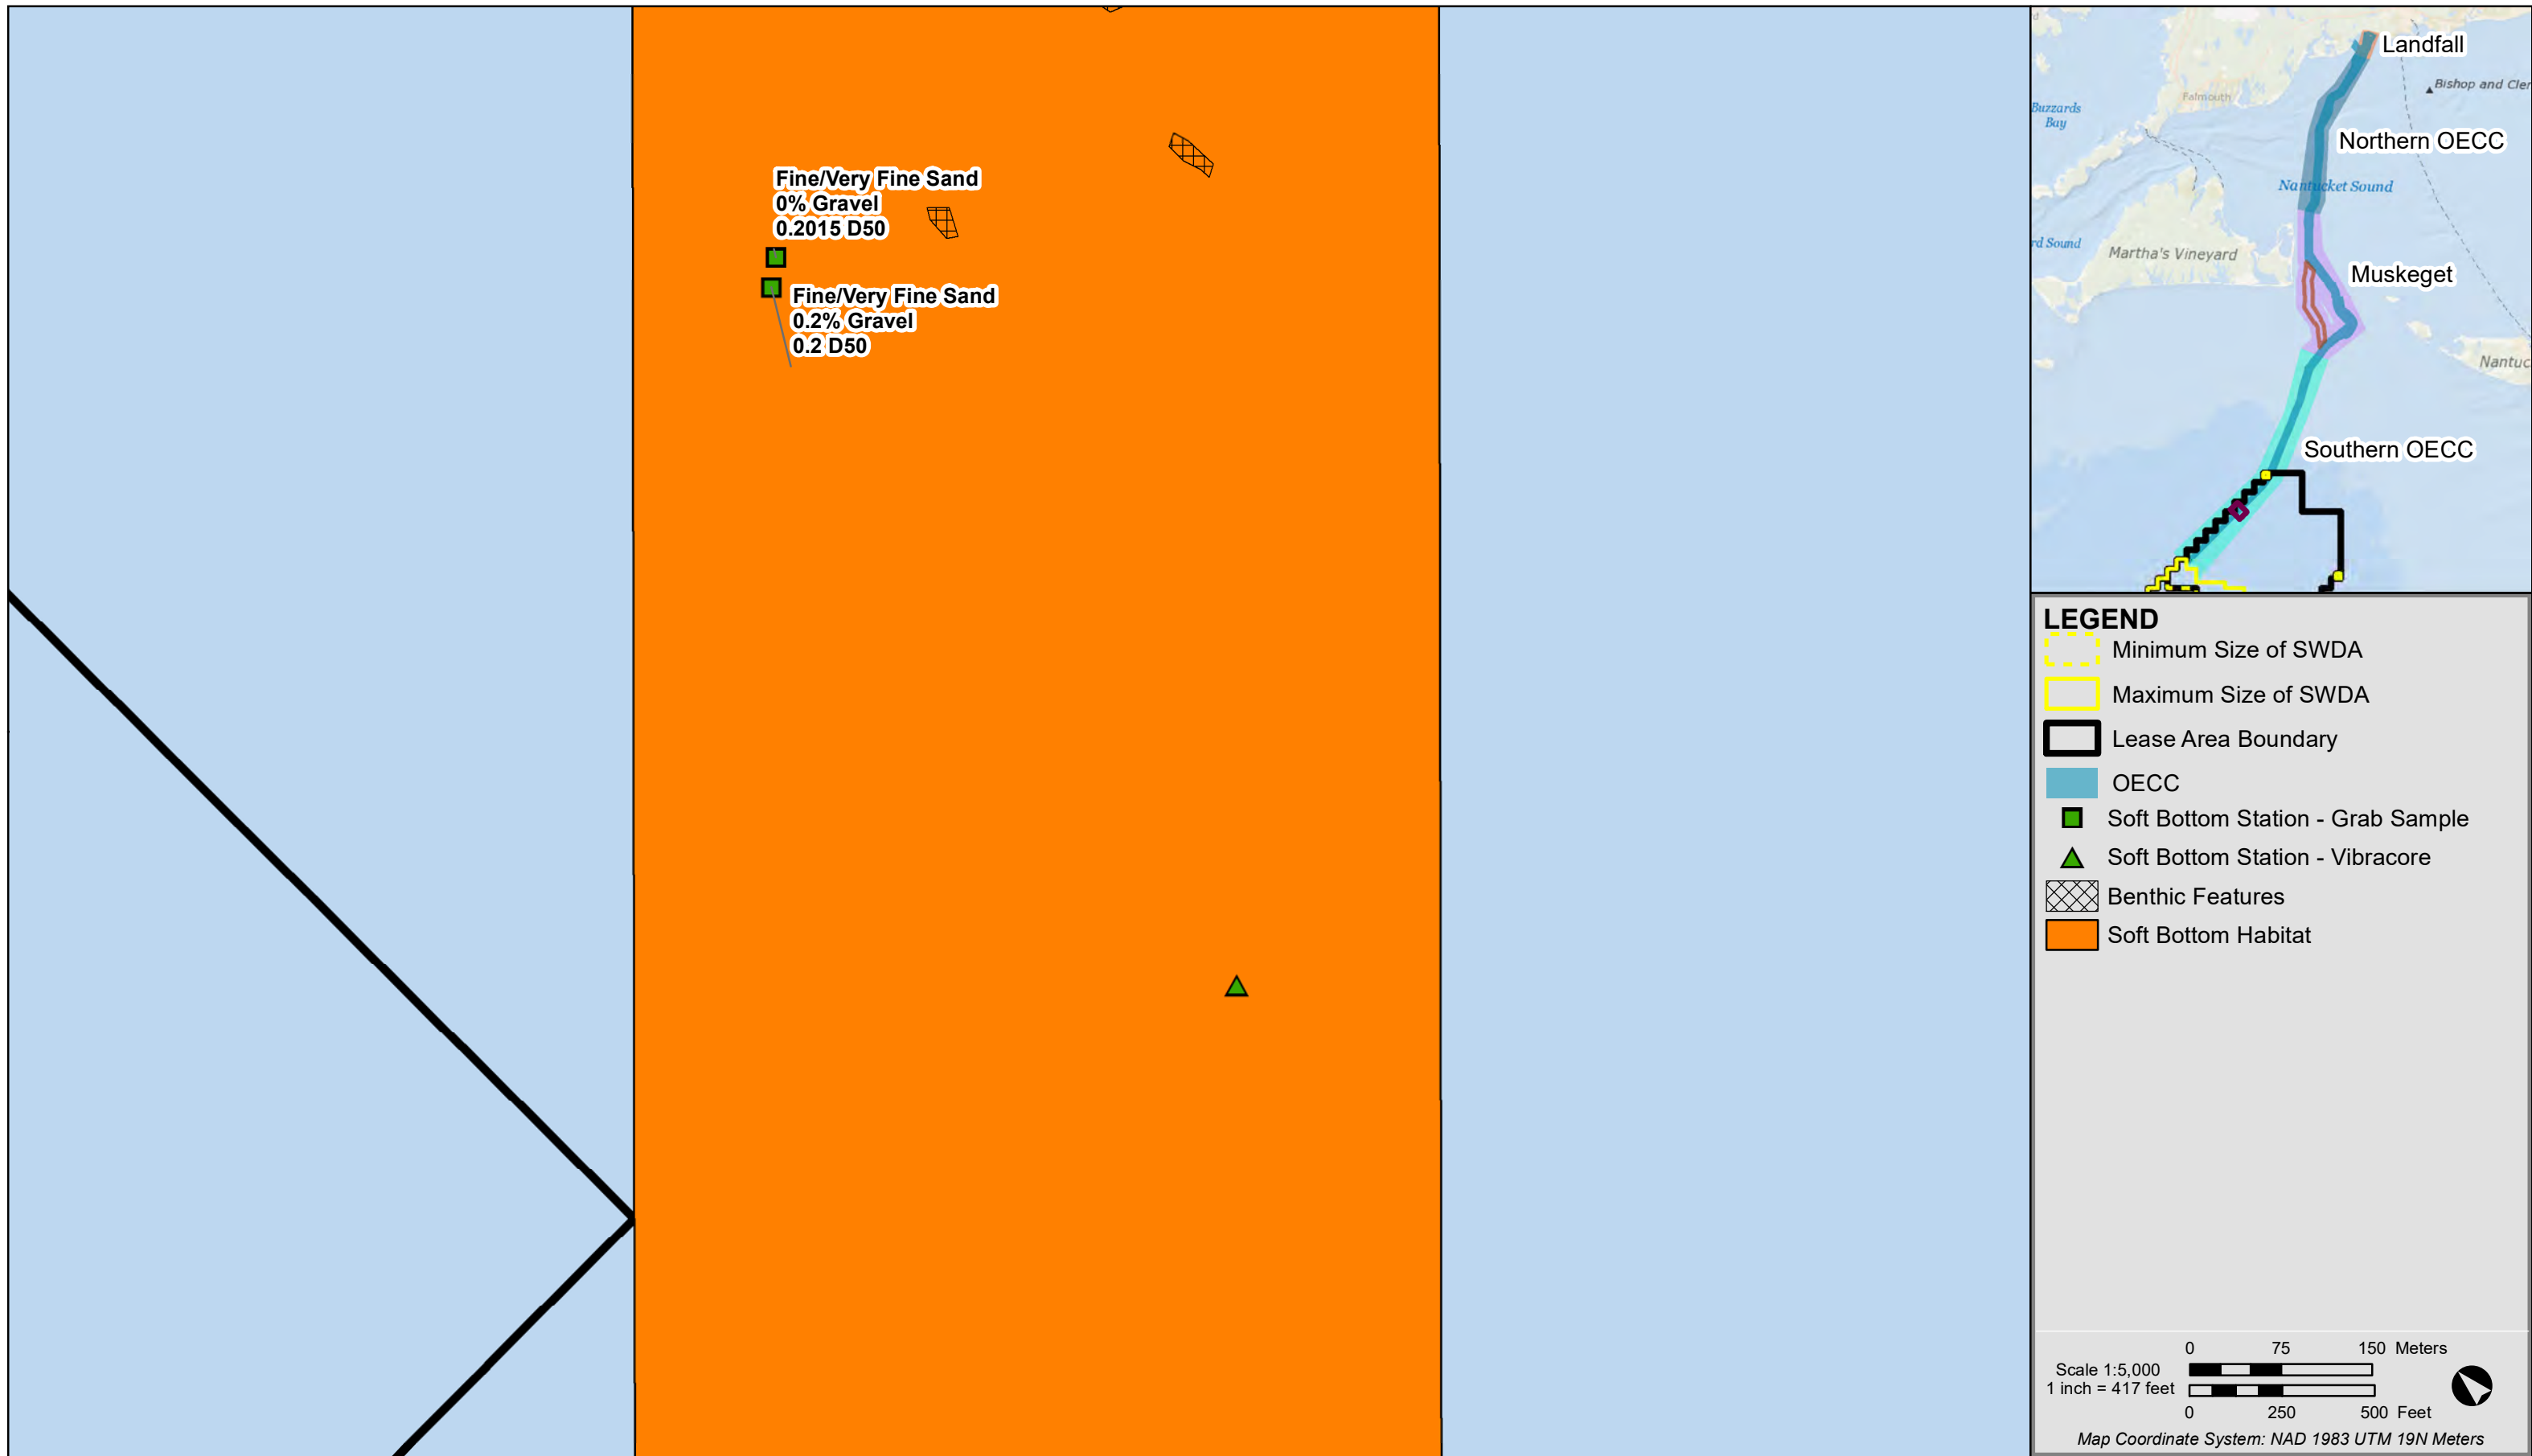 Fine/Very Fine Sand
0% Gravel
0.2015 D50
Fine/Very Fine Sand
0.2% Gravel
0.2 D50
Landfall
Bishop and Cler
Falmouth
Buzzards
Bay
Northern OECC
Nantucket Sound
rd Sound
Martha's Vineyard
Muskeget
Nantuc
Southern OECC
LEGEND
Minimum Size of SWDA
Maximum Size of SWDA
Lease Area Boundary
OECC
Soft Bottom Station - Grab Sample
Soft Bottom Station - Vibracore
Benthic Features
Soft Bottom Habitat
0 75 150 Meters
Scale 1:5,000
1 inch = 417 feet
0 250 500 Feet
Map Coordinate System: NAD 1983 UTM 19N Meters